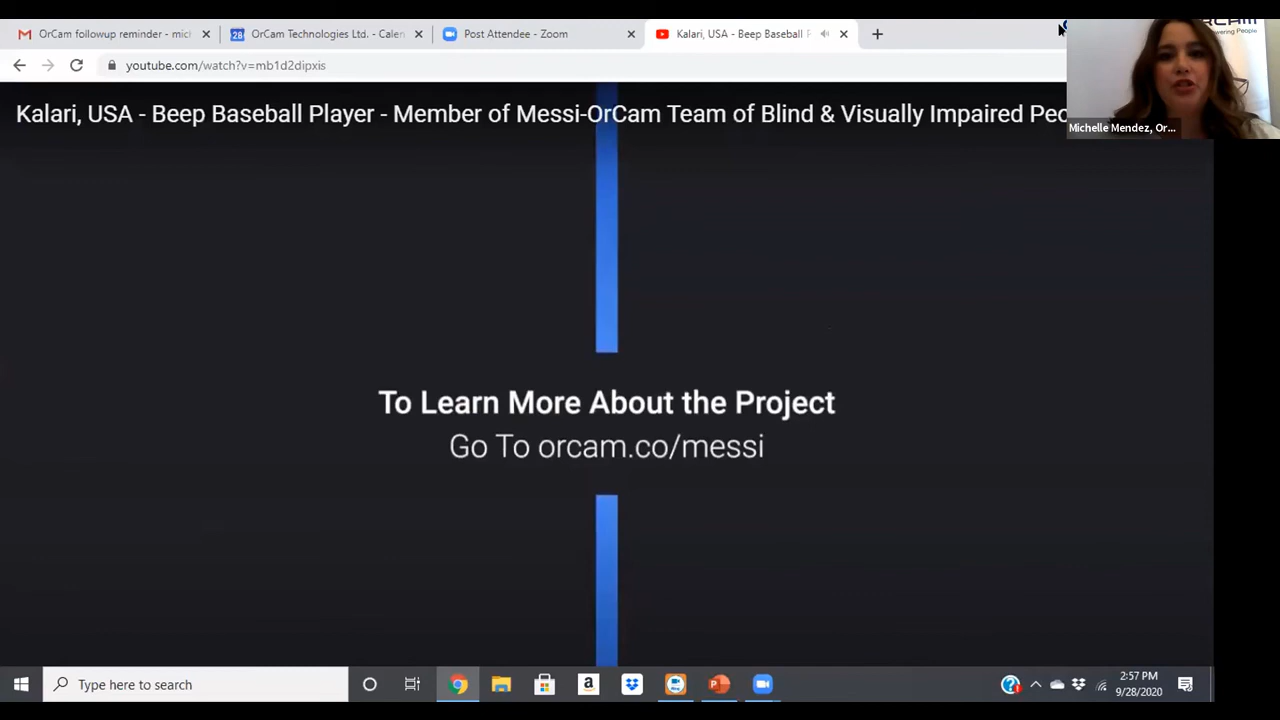 OrCam followup reminder - mich
OrCam Technologies Ltd. - Calen
Post Attendee - Zoom
Kalari, USA - Beep Baseball P
youtube.com/watch?v=mb1d2dipxis
Kalari, USA - Beep Baseball Player - Member of Messi-OrCam Team of Blind & Visually Impaired Peo
Michelle Mendez, Or...
To Learn More About the Project
Go To orcam.co/messi
Type here to search
2:57 PM
9/28/2020